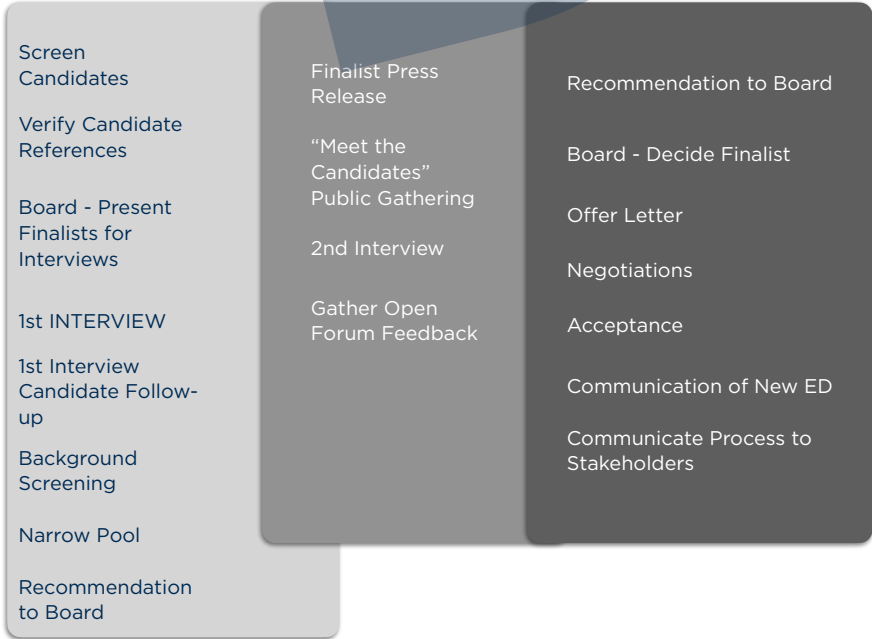 Screen
Candidates
Verify Candidate
References
Board - Present
Finalists for
Interviews
1st INTERVIEW
1st Interview
Candidate Follow-
up
Background
Screening
Narrow Pool
Recommendation
to Board
Finalist Press
Release
“Meet the
Candidates”
Public Gathering
2nd Interview
Gather Open
Forum Feedback
Recommendation to Board
Board - Decide Finalist
Offer Letter
Negotiations
Acceptance
Communication of New ED
Communicate Process to
Stakeholders